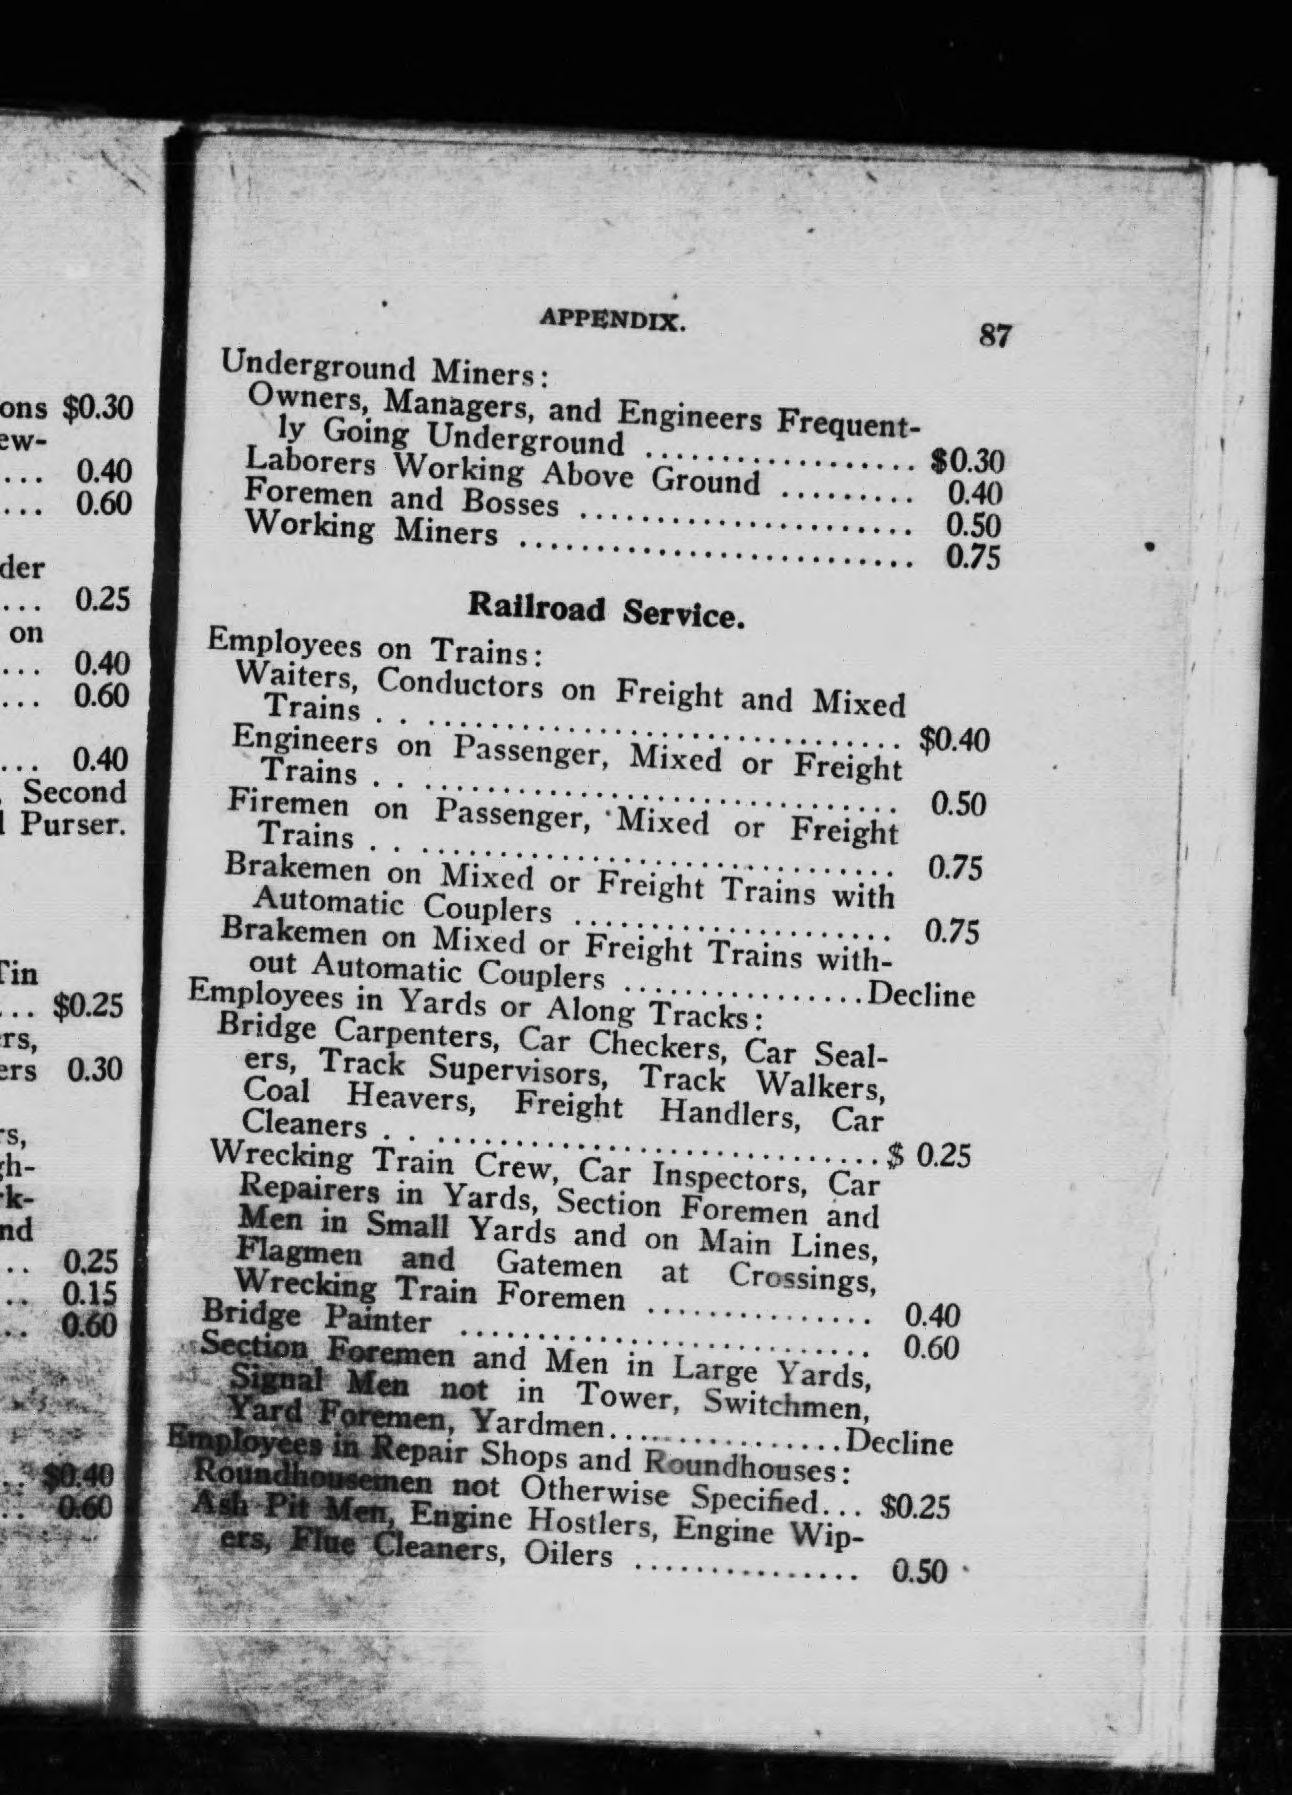 ons $0.30
ew-
... 0.40
... 0.60
der
... 0.25
on
... 0.40
... 0.60
... 0.40
, Second
Purser.
Tin
... $0.25
ers,
ers 0.30
rs,
gh-
rk-
nd
.. 0.25
.. 0.15
.. 0.60
.. $0.40
.. 0.60
APPENDIX. 87
Underground Miners:
Owners, Managers, and Engineers Frequent-
ly Going Underground .................. $0.30
Laborers Working Above Ground ......... 0.40
Foremen and Bosses ...................... 0.50
Working Miners .......................... 0.75
Railroad Service.
Employees on Trains:
Waiters, Conductors on Freight and Mixed
Trains . . ............................... $0.40
Engineers on Passenger, Mixed or Freight
Trains . . ............................... 0.50
Firemen on Passenger, Mixed or Freight
Trains . . ............................... 0.75
Brakemen on Mixed or Freight Trains with
Automatic Couplers ..................... 0.75
Brakemen on Mixed or Freight Trains with-
out Automatic Couplers ................Decline
Employees in Yards or Along Tracks:
Bridge Carpenters, Car Checkers, Car Seal-
ers, Track Supervisors, Track Walkers,
Coal Heavers, Freight Handlers, Car
Cleaners . . .............................$ 0.25
Wrecking Train Crew, Car Inspectors, Car
Repairers in Yards, Section Foremen and
Men in Small Yards and on Main Lines,
Flagmen and Gatemen at Crossings,
Wrecking Train Foremen ............... 0.40
Bridge Painter ........................... 0.60
Section Foremen and Men in Large Yards,
Signal Men not in Tower, Switchmen,
Yard Foremen, Yardmen................Decline
Employees in Repair Shops and Roundhouses:
Roundhousemen not Otherwise Specified... $0.25
Ash Pit Men, Engine Hostlers, Engine Wip-
ers, Flue Cleaners, Oilers ............... 0.50